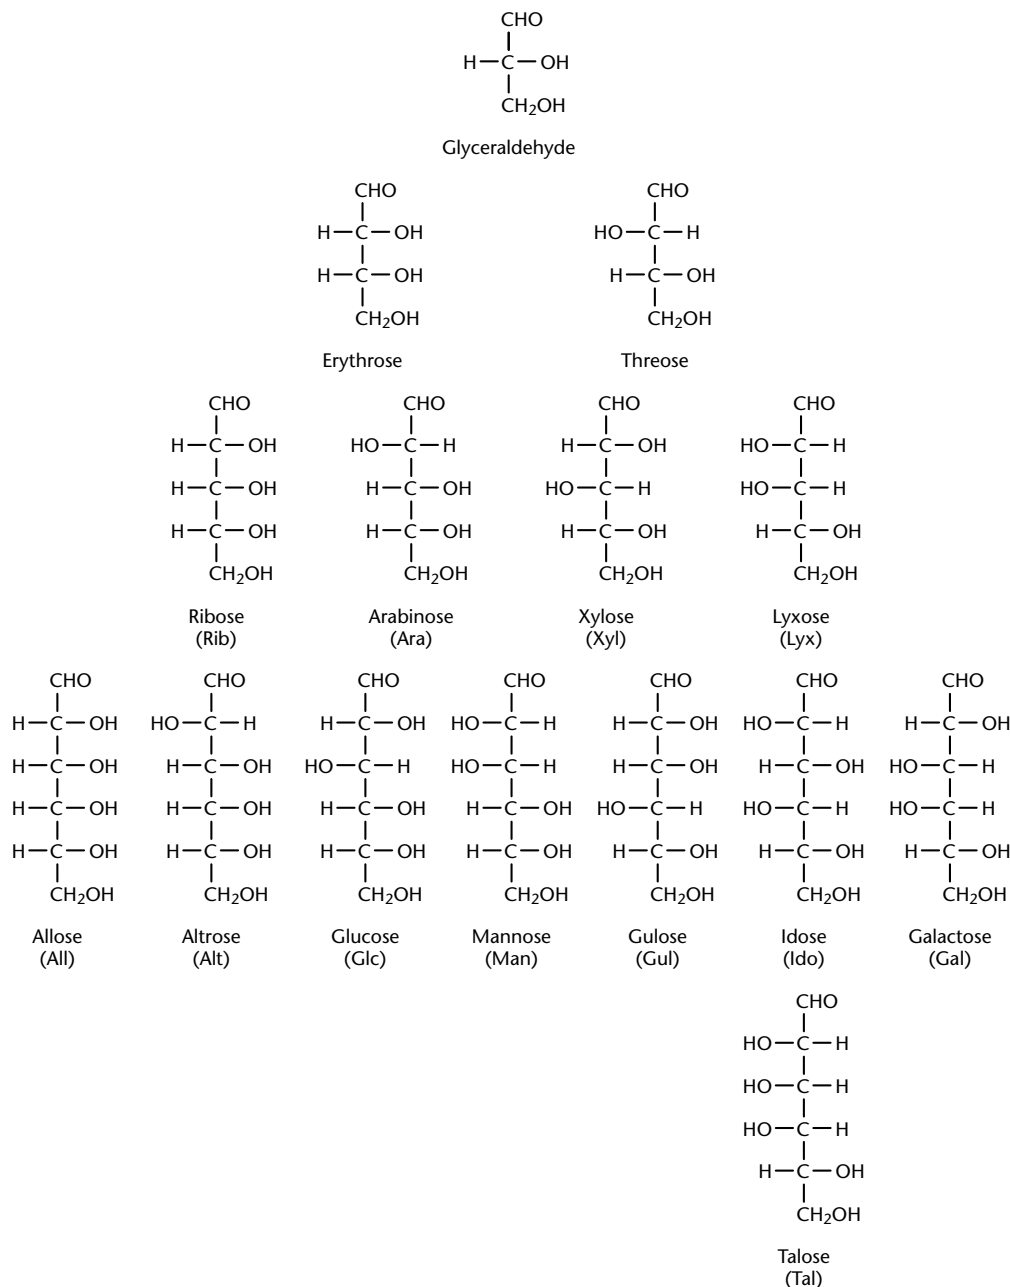 CHO
H—C—OH
CH₂OH
Glyceraldehyde
CHO CHO
H—C—OH HO—C—H
H—C—OH H—C—OH
CH₂OH CH₂OH
Erythrose Threose
CHO CHO CHO CHO
H—C—OH HO—C—H H—C—OH HO—C—H
H—C—OH H—C—OH HO—C—H HO—C—H
H—C—OH H—C—OH H—C—OH H—C—OH
CH₂OH CH₂OH CH₂OH CH₂OH
Ribose Arabinose Xylose Lyxose
(Rib) (Ara) (Xyl) (Lyx)
CHO CHO CHO CHO CHO CHO CHO
H—C—OH HO—C—H H—C—OH HO—C—H H—C—OH HO—C—H H—C—OH
H—C—OH H—C—OH HO—C—H HO—C—H H—C—OH H—C—OH HO—C—H
H—C—OH H—C—OH H—C—OH H—C—OH HO—C—H HO—C—H HO—C—H
H—C—OH H—C—OH H—C—OH H—C—OH H—C—OH H—C—OH H—C—OH
CH₂OH CH₂OH CH₂OH CH₂OH CH₂OH CH₂OH CH₂OH
Allose Altrose Glucose Mannose Gulose Idose Galactose
(All) (Alt) (Glc) (Man) (Gul) (Ido) (Gal)
CHO
HO—C—H
HO—C—H
HO—C—H
H—C—OH
CH₂OH
Talose
(Tal)